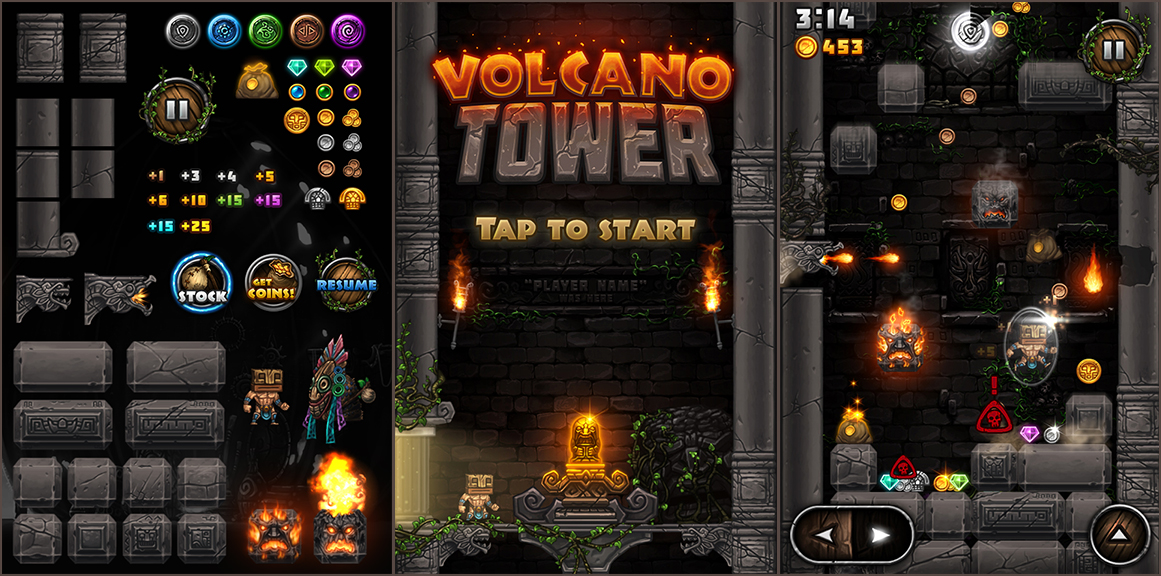 +1 +3 +4 +5
+6 +10 +15 +15
+15 +25
STOCK
GET
COINS!
RESUME
VOLCANO
TOWER
TAP TO START
"PLAYER NAME"
WAS HERE
3:14
453
+5